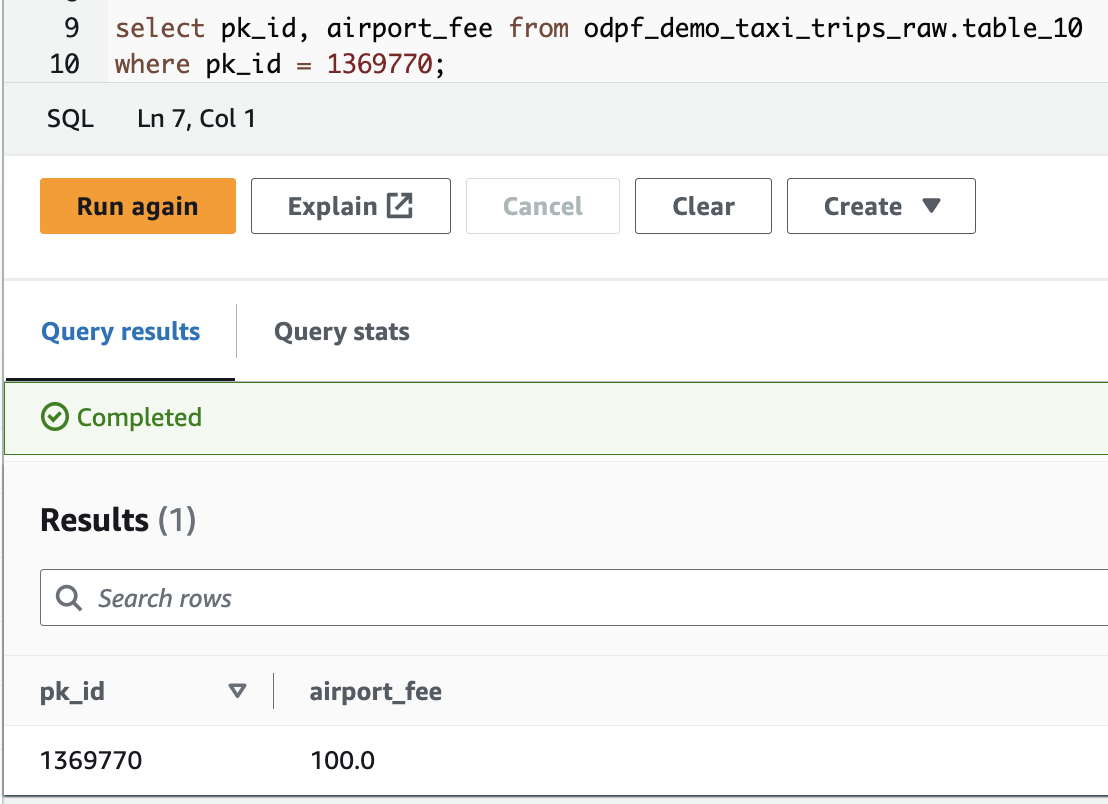 9 select pk_id, airport_fee from odpf_demo_taxi_trips_raw.table_10
10 where pk_id = 1369770;
SQL Ln 7, Col 1
Run again Explain Cancel Clear Create
Query results Query stats
Completed
Results (1)
Search rows
pk_id airport_fee
1369770 100.0